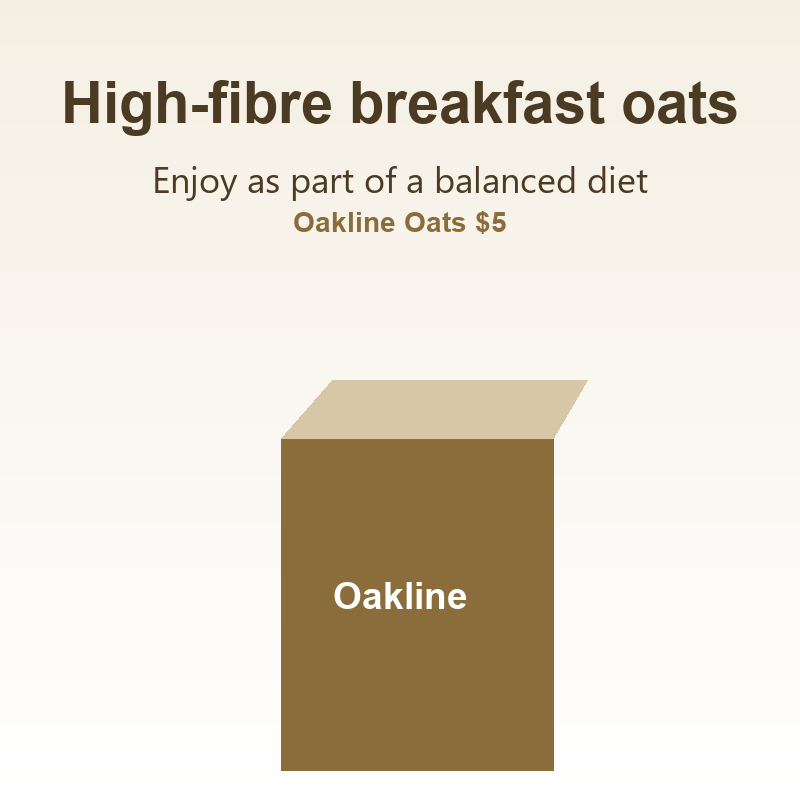 High-fibre breakfast oats
Enjoy as part of a balanced diet
Oakline Oats $5
Oakline